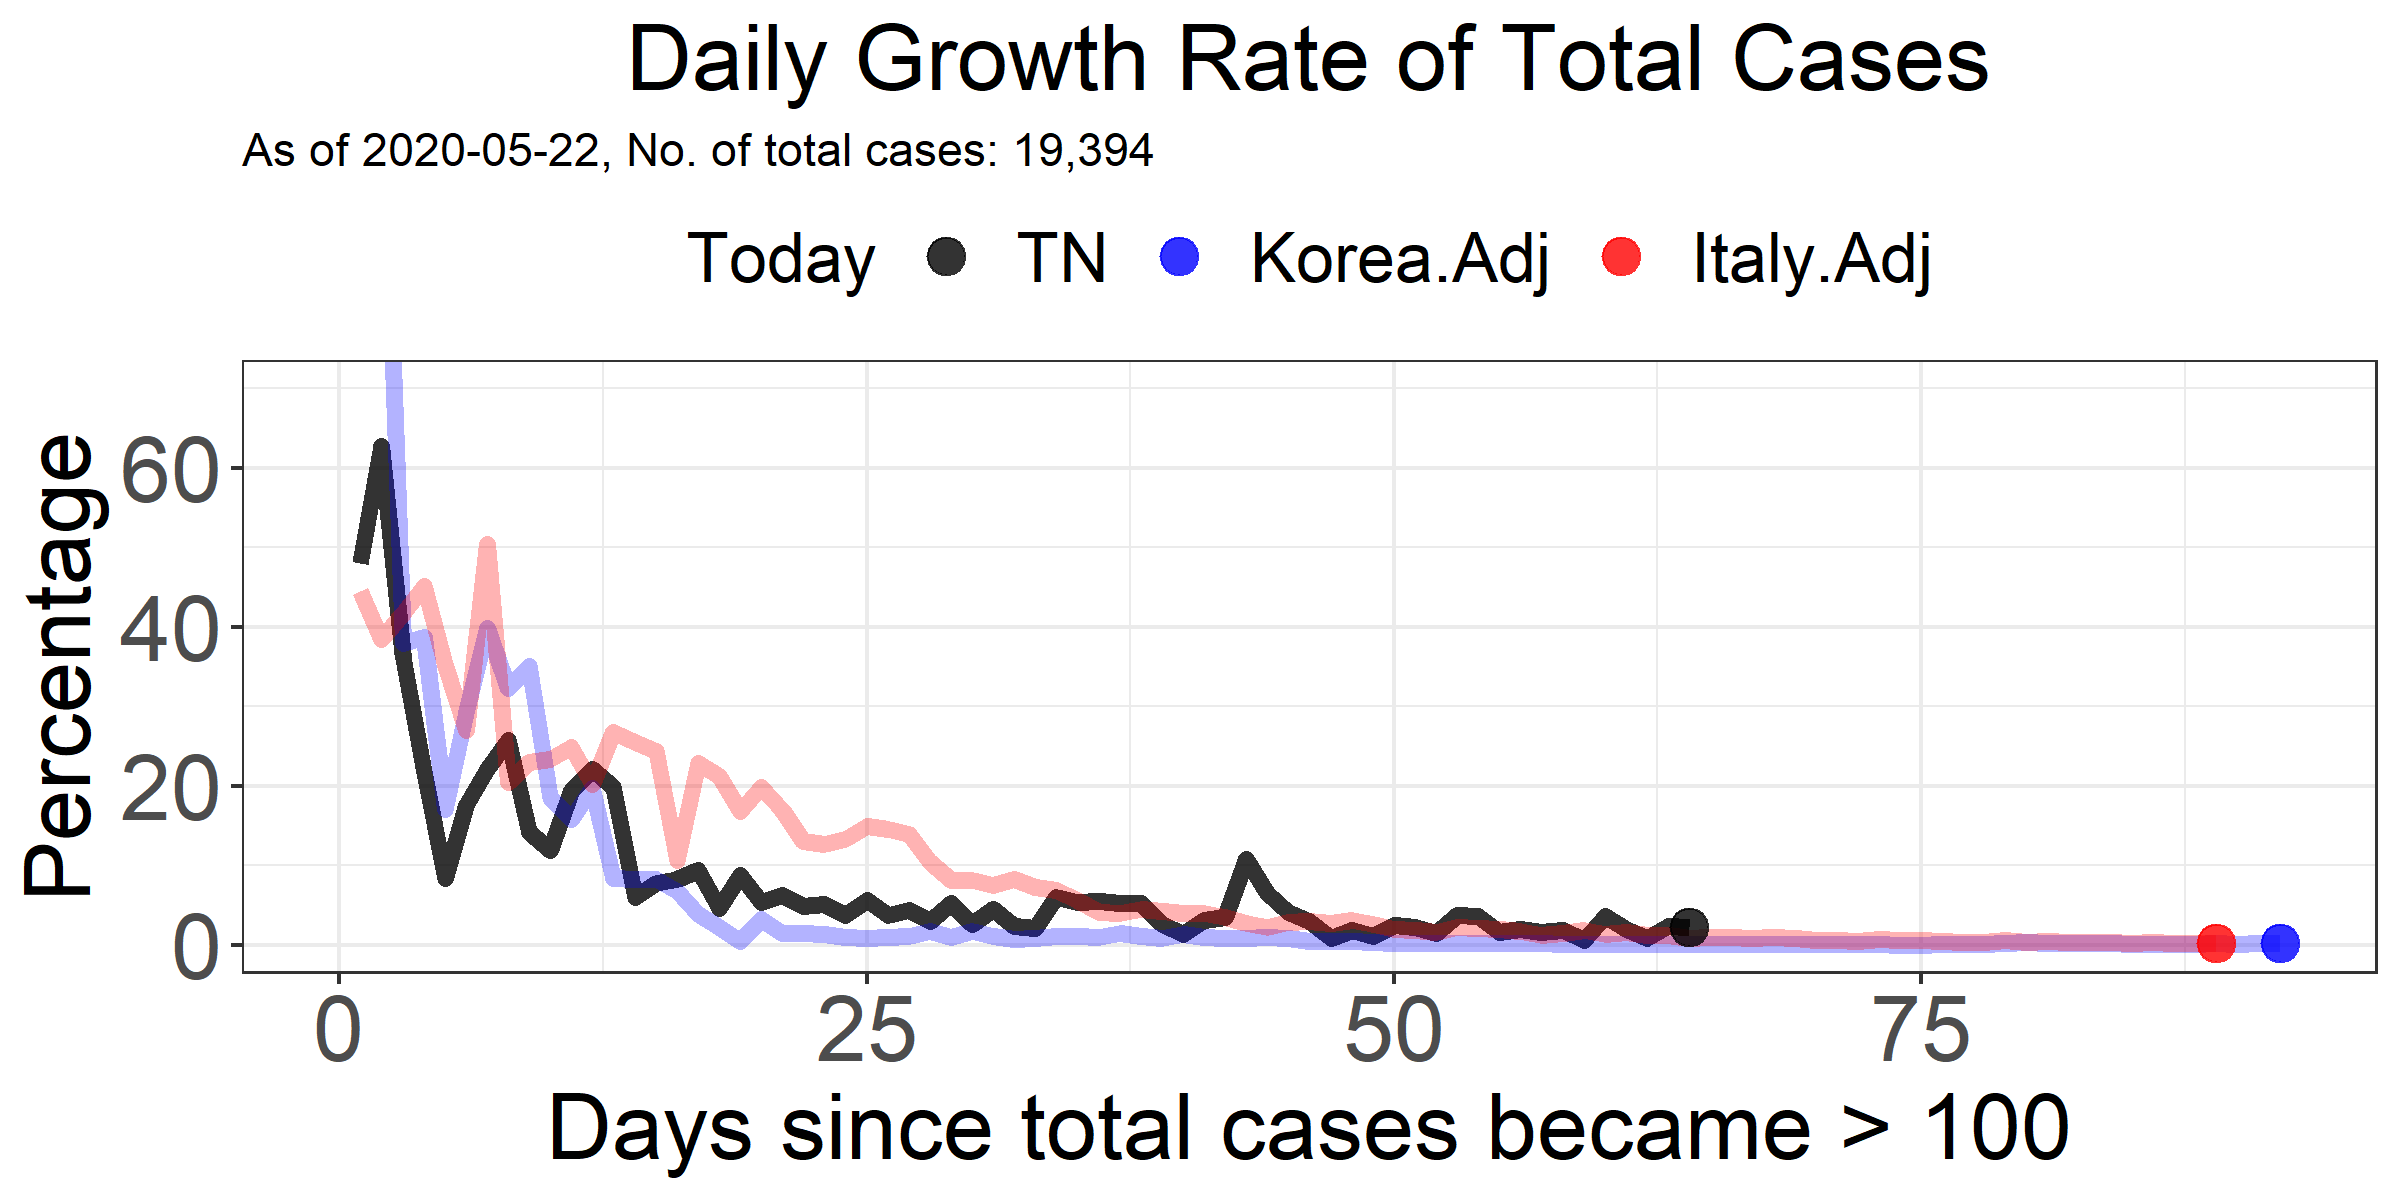 Daily Growth Rate of Total Cases
As of 2020-05-22, No. of total cases: 19,394
Today TN Korea.Adj Italy.Adj
Percentage
60
40
20
0
0 25 50 75
Days since total cases became > 100